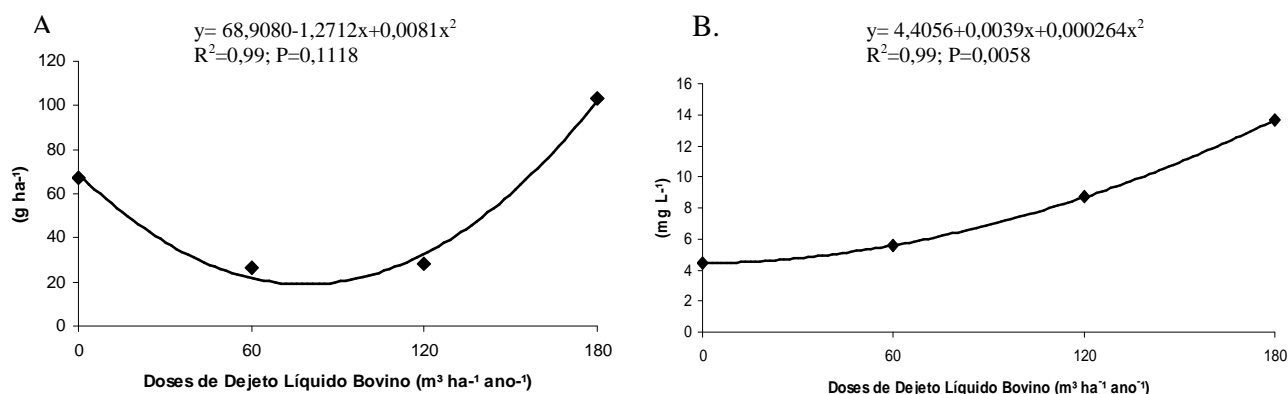 A
y= 68,9080-1,2712x+0,0081x²
R²=0,99; P=0,1118
120
100
80
60
40
20
0
(g ha-¹)
0 60 120 180
Doses de Dejeto Líquido Bovino (m³ ha-¹ ano-¹)
B.
y= 4,4056+0,0039x+0,000264x²
R²=0,99; P=0,0058
16
14
12
10
8
6
4
2
0
(mg L-¹)
0 60 120 180
Doses de Dejeto Líquido Bovino (m³ ha⁻¹ ano⁻¹)